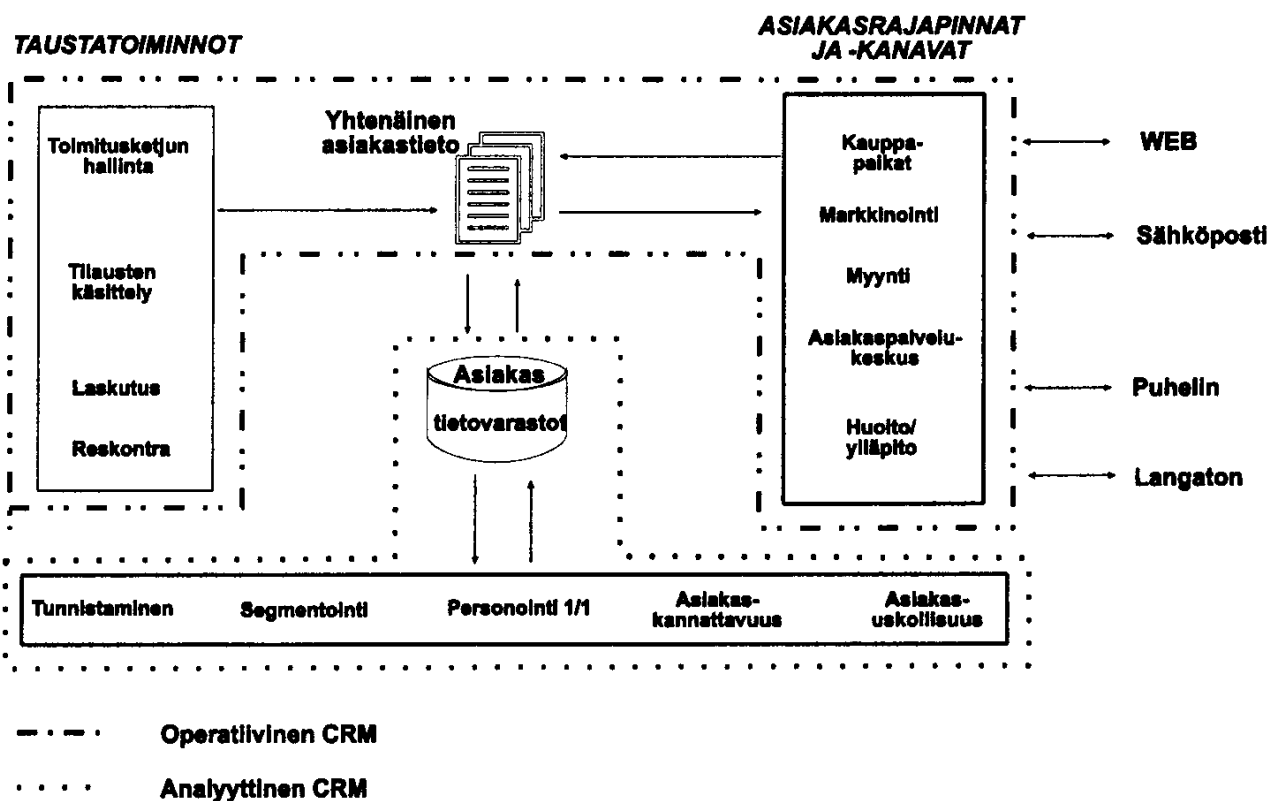 TAUSTATOIMINNOT
ASIAKASRAJAPINNAT
JA -KANAVAT
Toimitusketjun
hallinta
Tilausten
käsittely
Laskutus
Reskontra
Yhtenäinen
asiakastieto
Kauppa-
paikat
Markkinointi
Myynti
Asiakaspalvelu-
keskus
Huolto/
ylläpito
WEB
Sähköposti
Puhelin
Langaton
Asiakas
tietovarastot
Tunnistaminen
Segmentointi
Personointi 1/1
Asiakas-
kannattavuus
Asiakas-
uskollisuus
Operatiivinen CRM
Analyyttinen CRM